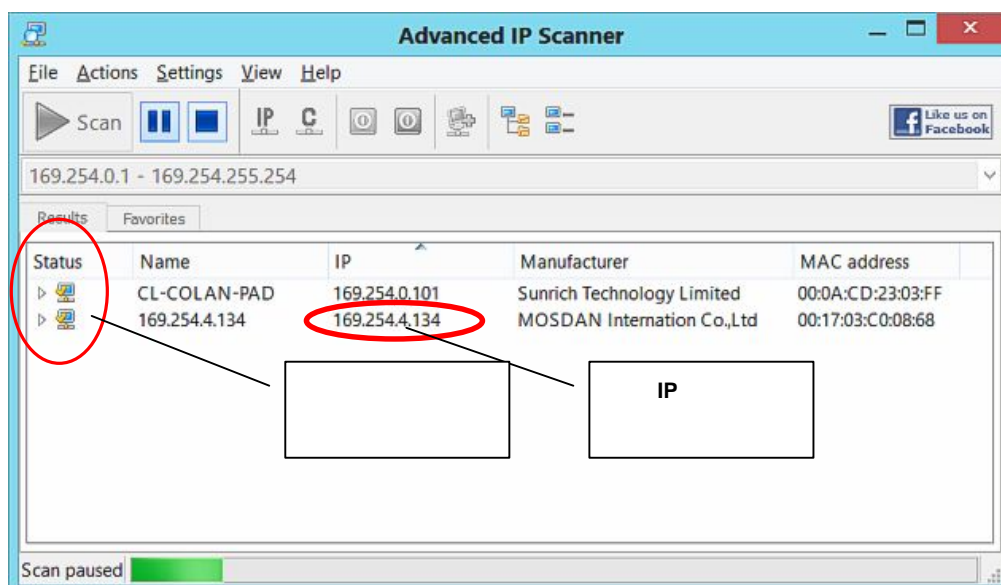 Advanced IP Scanner
File Actions Settings View Help
Scan IP C Like us on Facebook
169.254.0.1 - 169.254.255.254
Results Favorites
Status Name IP Manufacturer MAC address
CL-COLAN-PAD 169.254.0.101 Sunrich Technology Limited 00:0A:CD:23:03:FF
169.254.4.134 169.254.4.134 MOSDAN Internation Co.,Ltd 00:17:03:C0:08:68
IP
Scan paused